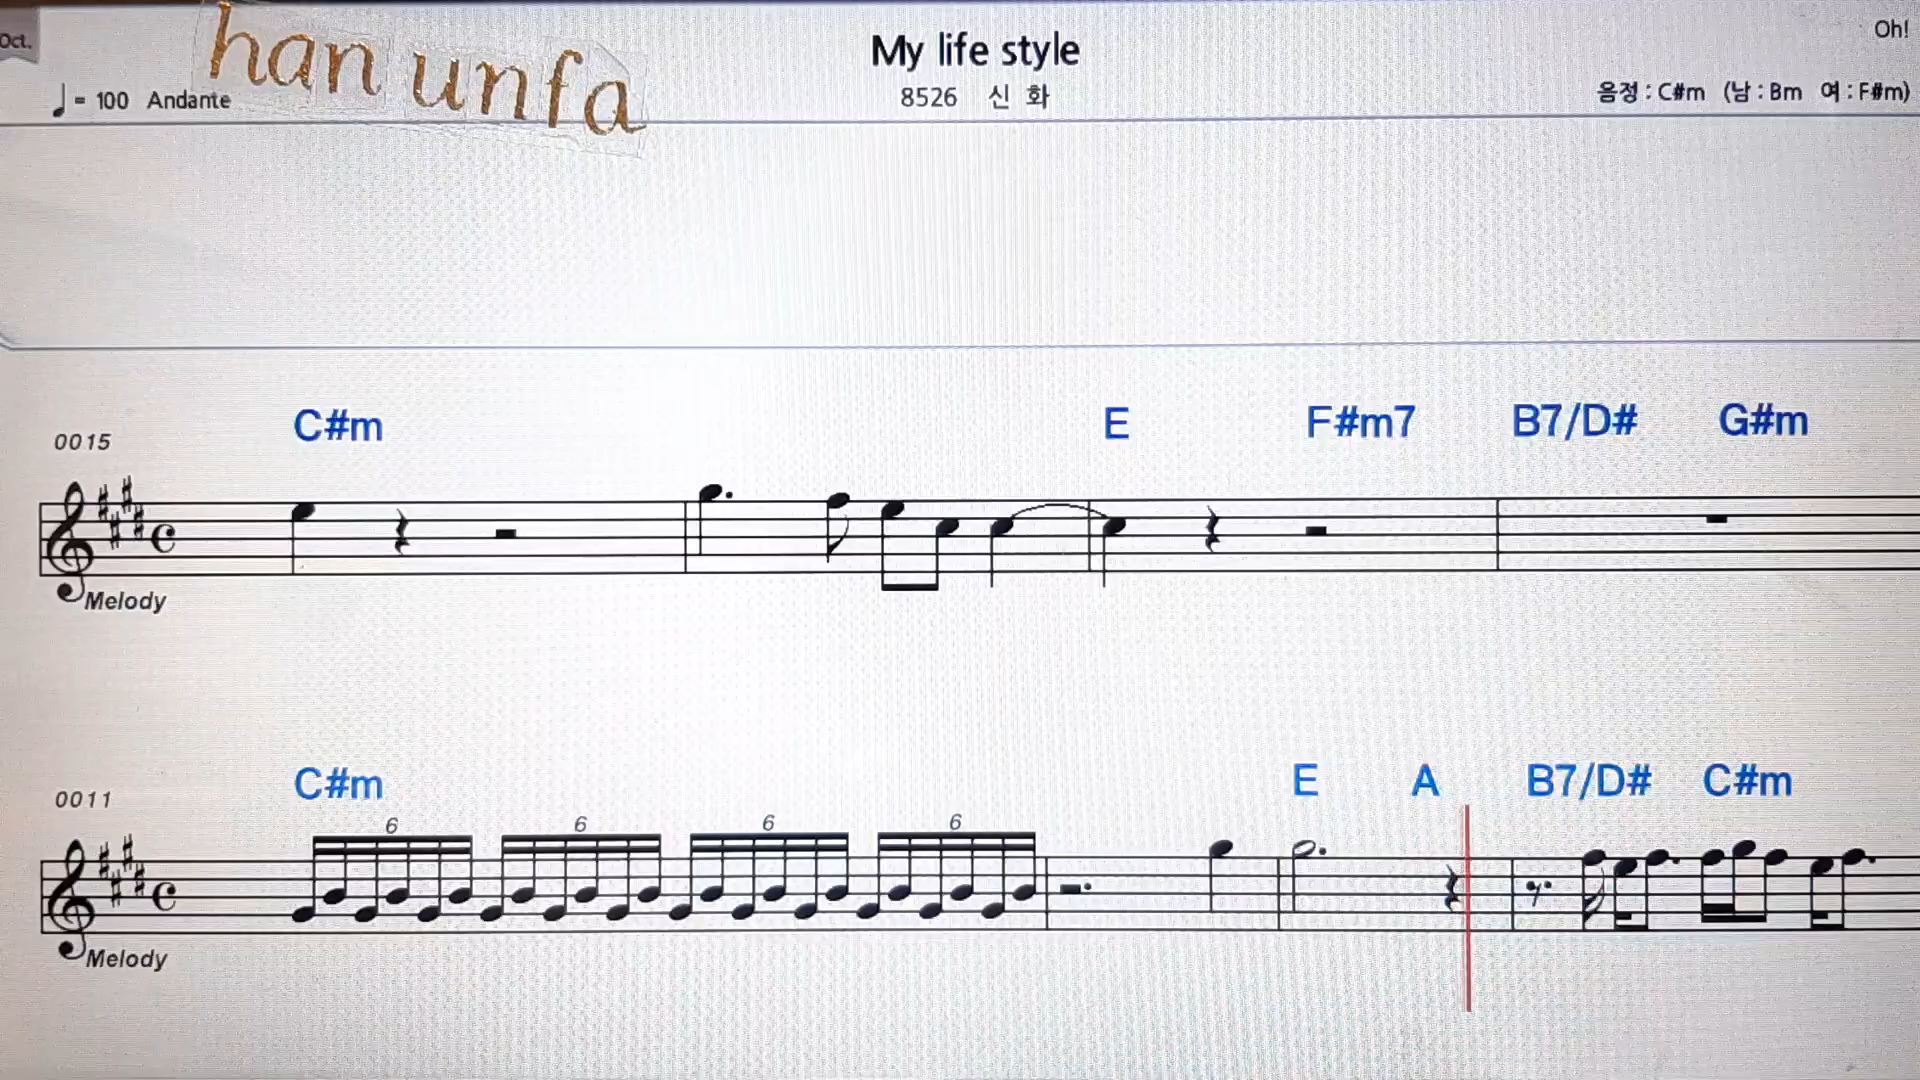 Oct.
han unfa
My life style
Oh!
♩= 100 Andante
8526 신 화
음정 : C#m (남 : Bm 여 : F#m)
C#m E F#m7 B7/D# G#m
0015
Melody
C#m E A B7/D# C#m
0011
6 6 6 6
Melody